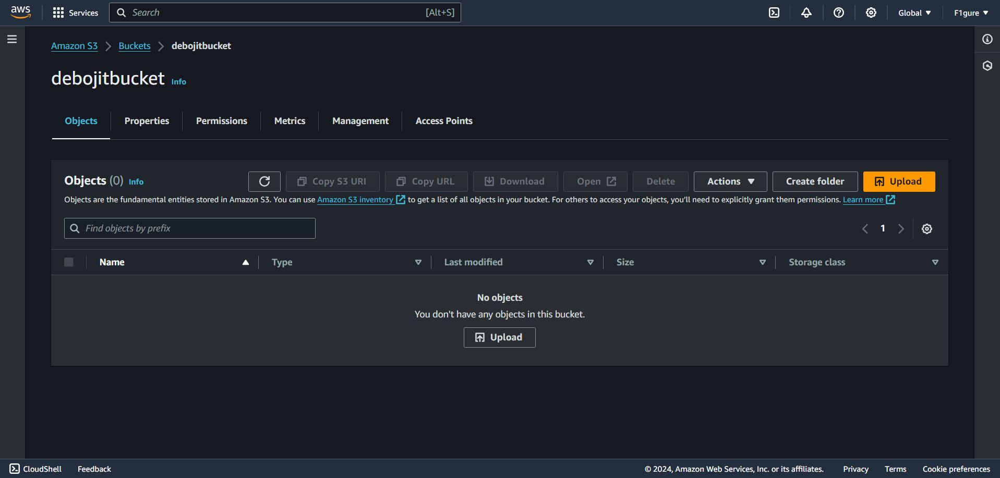 aws Services Search [Alt+S] Global F1gure
Amazon S3 Buckets debojitbucket
debojitbucket Info
Objects Properties Permissions Metrics Management Access Points
Objects (0) Info Copy S3 URI Copy URL Download Open Delete Actions Create folder Upload
Objects are the fundamental entities stored in Amazon S3. You can use Amazon S3 inventory to get a list of all objects in your bucket. For others to access your objects, you’ll need to explicitly grant them permissions. Learn more
Find objects by prefix 1
Name Type Last modified Size Storage class
No objects
You don't have any objects in this bucket.
Upload
CloudShell Feedback © 2024, Amazon Web Services, Inc. or its affiliates. Privacy Terms Cookie preferences